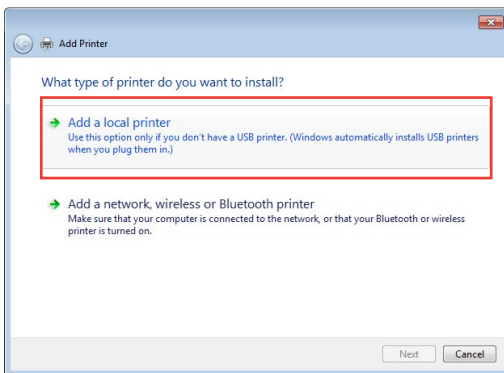 Add Printer
What type of printer do you want to install?
Add a local printer
Use this option only if you don't have a USB printer. (Windows automatically installs USB printers
when you plug them in.)
Add a network, wireless or Bluetooth printer
Make sure that your computer is connected to the network, or that your Bluetooth or wireless
printer is turned on.
Next Cancel